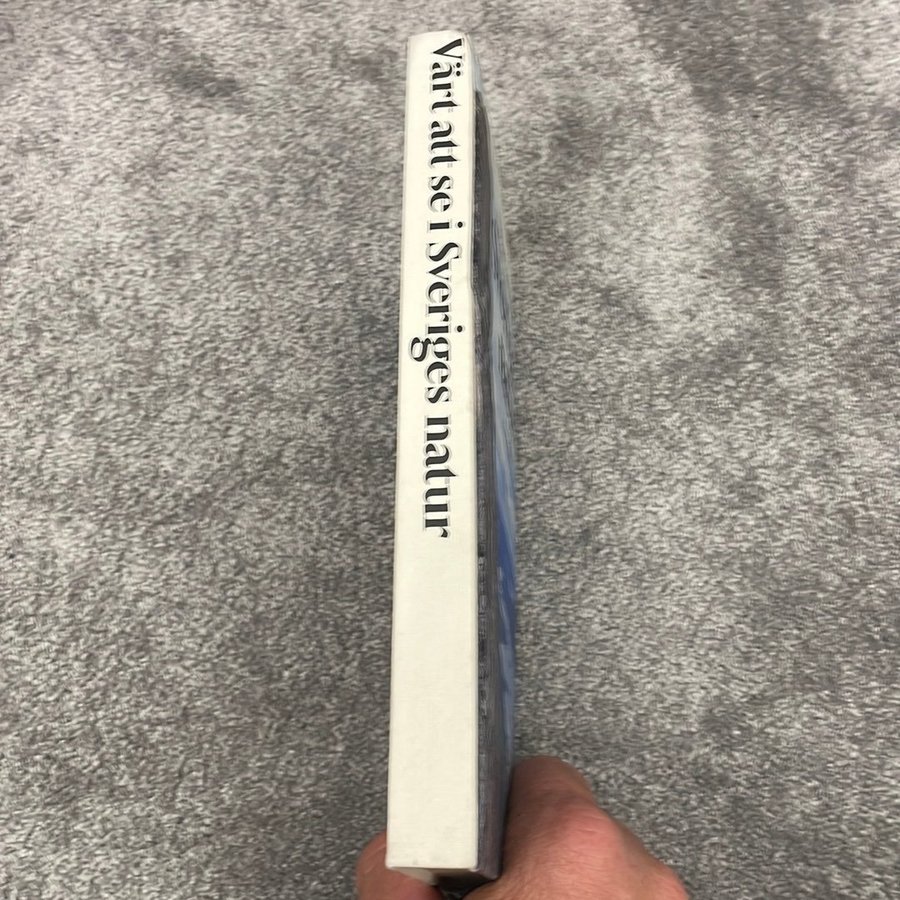 Värt att se i Sveriges natur